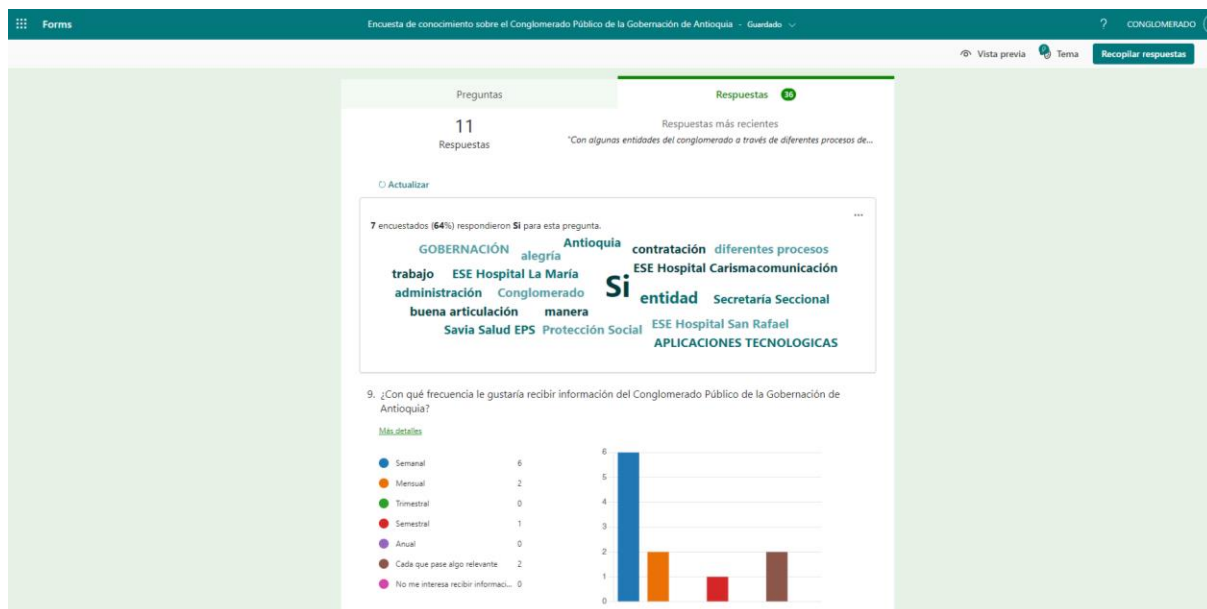 Forms
Encuesta de conocimiento sobre el Conglomerado Público de la Gobernación de Antioquia - Guardado
? CONGLOMERADO
Vista previa
Tema
Recopilar respuestas
Preguntas
Respuestas 36
11
Respuestas
Respuestas más recientes
"Con algunas entidades del conglomerado a través de diferentes procesos de...
Actualizar
...
7 encuestados (64%) respondieron Si para esta pregunta.
GOBERNACIÓN alegría Antioquia contratación diferentes procesos
trabajo ESE Hospital La María Si ESE Hospital Carisma comunicación
administración Conglomerado entidad Secretaría Seccional
buena articulación manera
Savia Salud EPS Protección Social ESE Hospital San Rafael
APLICACIONES TECNOLOGICAS
9. ¿Con qué frecuencia le gustaría recibir información del Conglomerado Público de la Gobernación de
Antioquia?
Más detalles
Semanal 6
Mensual 2
Trimestral 0
Semestral 1
Anual 0
Cada que pase algo relevante 2
No me interesa recibir informaci... 0
6
5
4
3
2
1
0